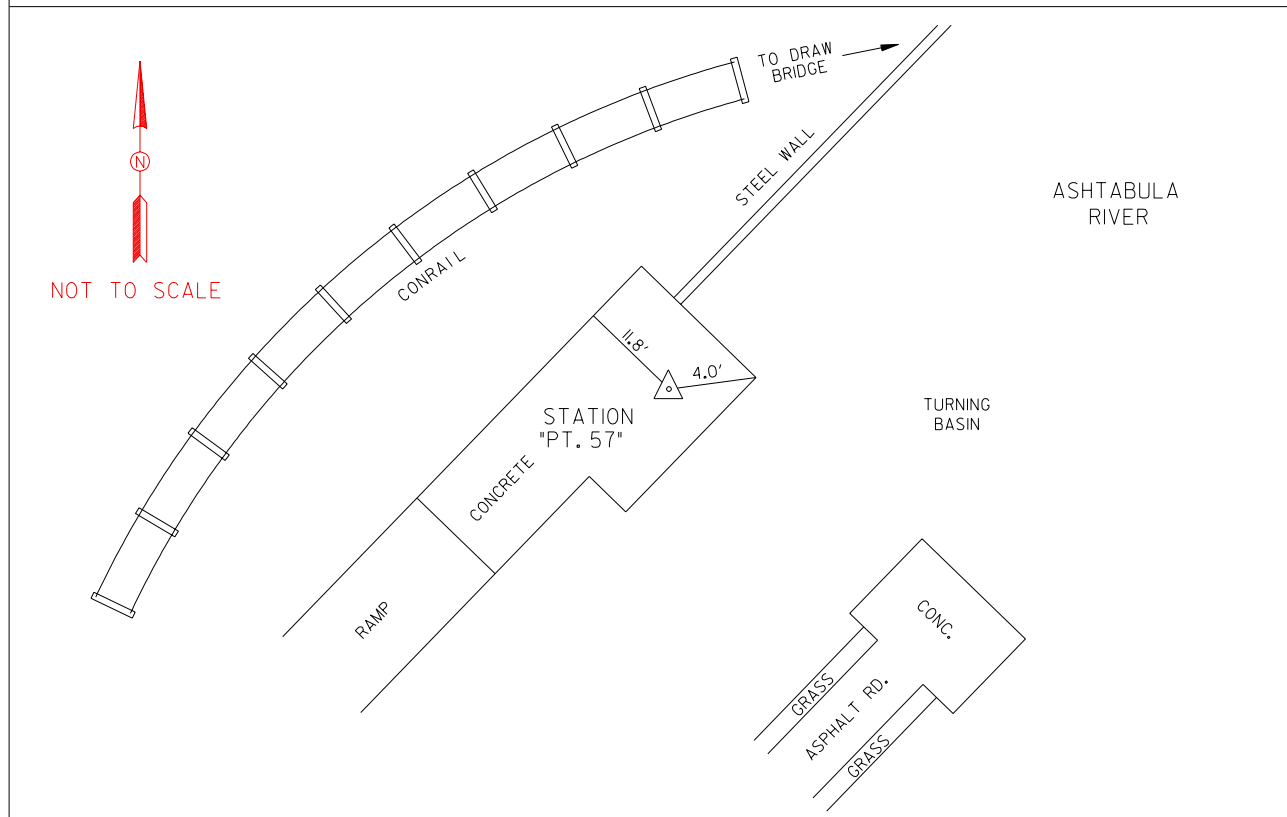 TO DRAW
BRIDGE
N
NOT TO SCALE
STEEL WALL
ASHTABULA
RIVER
CONRAIL
11.8'
4.0'
STATION
"PT. 57"
TURNING
BASIN
CONCRETE
RAMP
CONC.
GRASS
ASPHALT RD.
GRASS